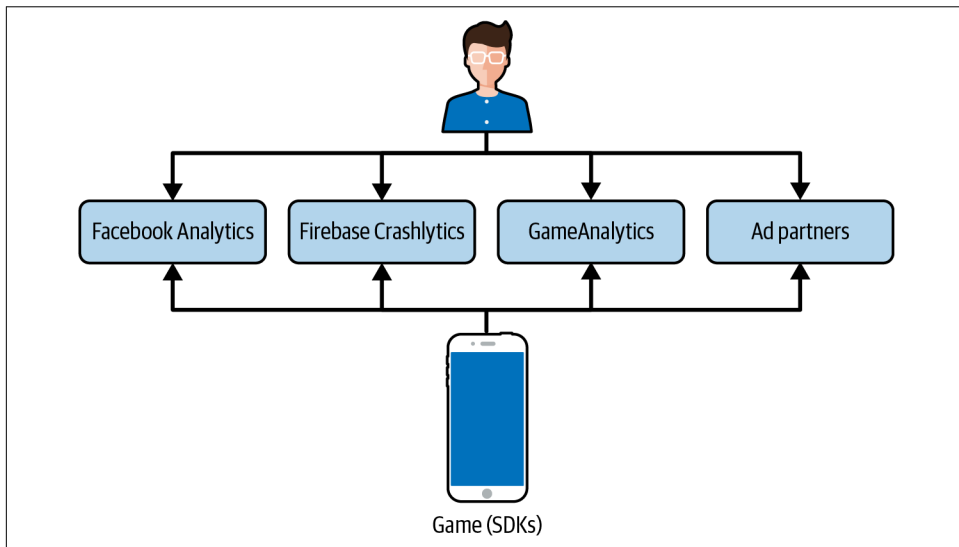 Facebook Analytics
Firebase Crashlytics
GameAnalytics
Ad partners
Game (SDKs)